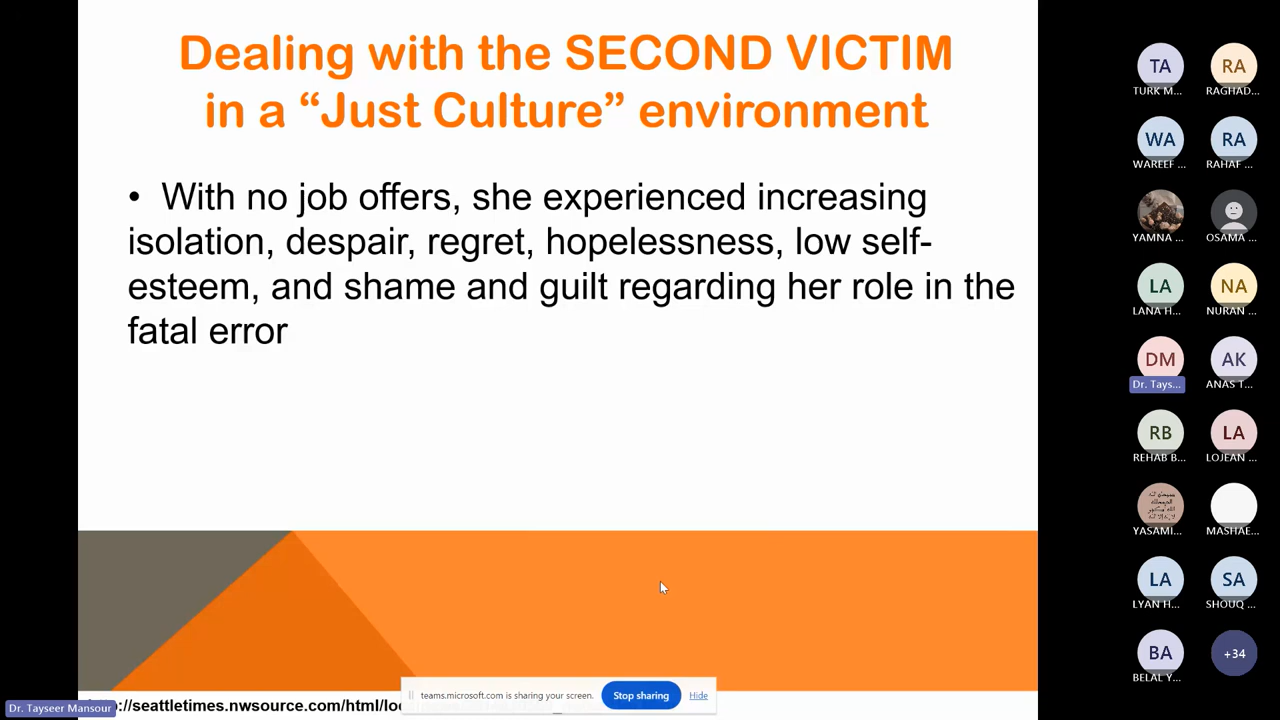 Dealing with the SECOND VICTIM
in a “Just Culture” environment
• With no job offers, she experienced increasing
isolation, despair, regret, hopelessness, low self-
esteem, and shame and guilt regarding her role in the
fatal error
teams.microsoft.com is sharing your screen. Stop sharing Hide
Dr. Tayseer Mansour
p://seattletimes.nwsource.com/html/loc
TA RA
TURK M... RAGHAD...
WA RA
WAREEF ... RAHAF ...
YAMNA ... OSAMA ...
LA NA
LANA H... NURAN ...
DM AK
Dr. Tays... ANAS T...
RB LA
REHAB B... LOJEAN ...
YASAMI... MASHAE...
LA SA
LYAN H... SHOUQ ...
BA +34
BELAL Y...